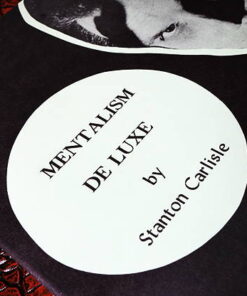 MENTALISM
DE LUXE
by
Stanton Carlisle